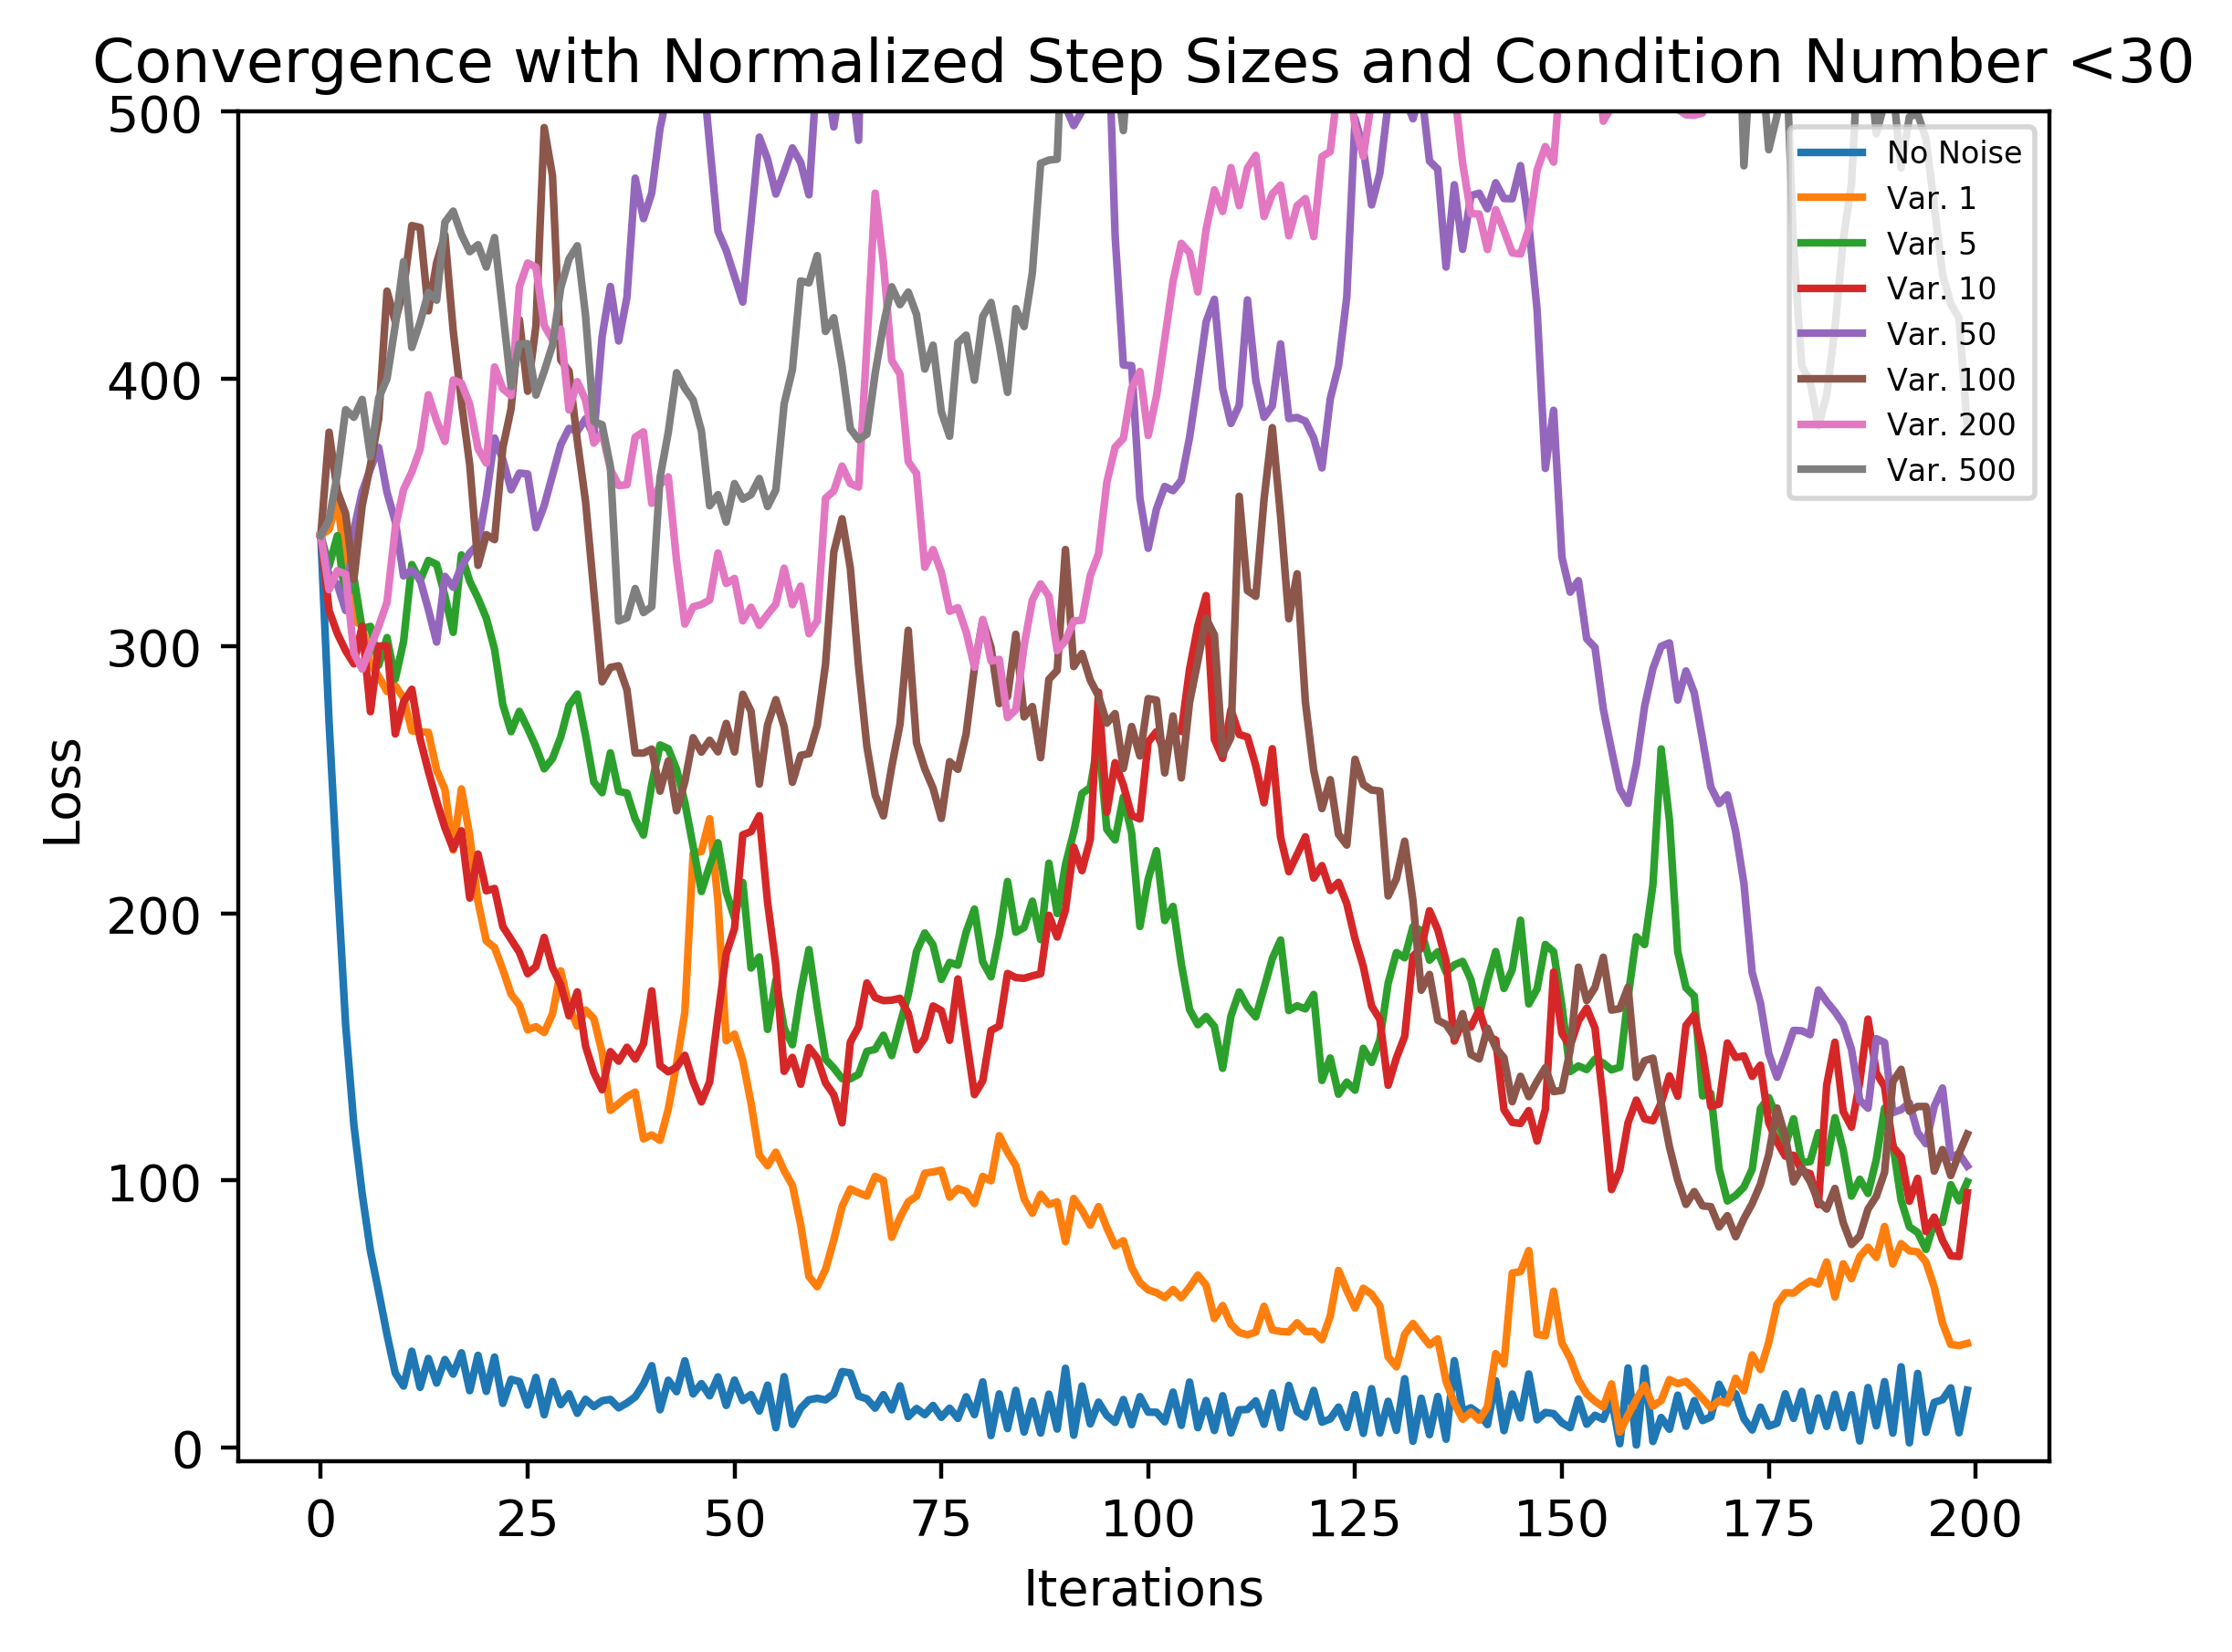 Convergence with Normalized Step Sizes and Condition Number <30
500
400
300
200
100
0
Loss
0 25 50 75 100 125 150 175 200
Iterations
No Noise
Var. 1
Var. 5
Var. 10
Var. 50
Var. 100
Var. 200
Var. 500